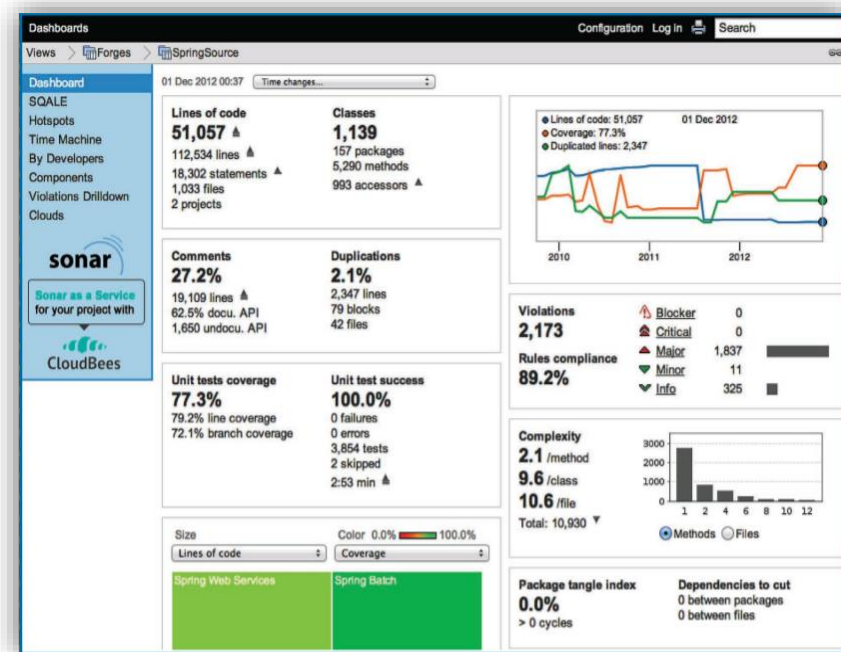 Dashboards
Configuration Log in Search
Views Forges SpringSource
Dashboard
SQALE
Hotspots
Time Machine
By Developers
Components
Violations Drilldown
Clouds
sonar
Sonar as a Service
for your project with
CloudBees
01 Dec 2012 00:37 Time changes...
Lines of code
51,057
112,534 lines
18,302 statements
1,033 files
2 projects
Classes
1,139
157 packages
5,290 methods
993 accessors
Comments
27.2%
19,109 lines
62.5% docu. API
1,650 undocu. API
Duplications
2.1%
2,347 lines
79 blocks
42 files
Unit tests coverage
77.3%
79.2% line coverage
72.1% branch coverage
Unit test success
100.0%
0 failures
0 errors
3,854 tests
2 skipped
2:53 min
Size
Lines of code
Color 0.0% 100.0%
Coverage
Spring Web Services
Spring Batch
Lines of code: 51,057 01 Dec 2012
Coverage: 77.3%
Duplicated lines: 2,347
2010 2011 2012
Violations
2,173
Rules compliance
89.2%
Blocker 0
Critical 0
Major 1,837
Minor 11
Info 325
Complexity
2.1 /method
9.6 /class
10.6 /file
Total: 10,930
3000
2000
1000
0
1 2 4 6 8 10 12
Methods Files
Package tangle index
0.0%
> 0 cycles
Dependencies to cut
0 between packages
0 between files